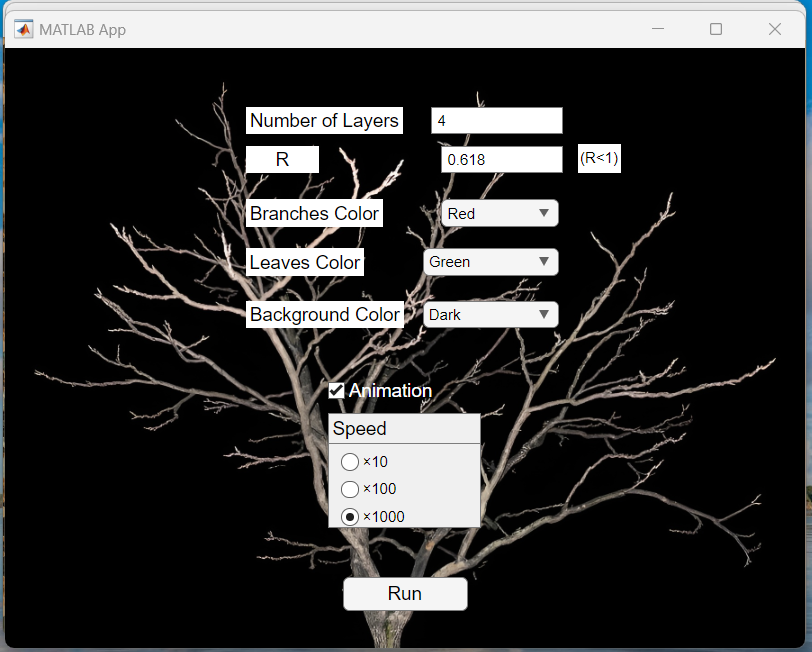 MATLAB App
Number of Layers 4
R 0.618 (R<1)
Branches Color Red
Leaves Color Green
Background Color Dark
Animation
Speed
×10
×100
×1000
Run